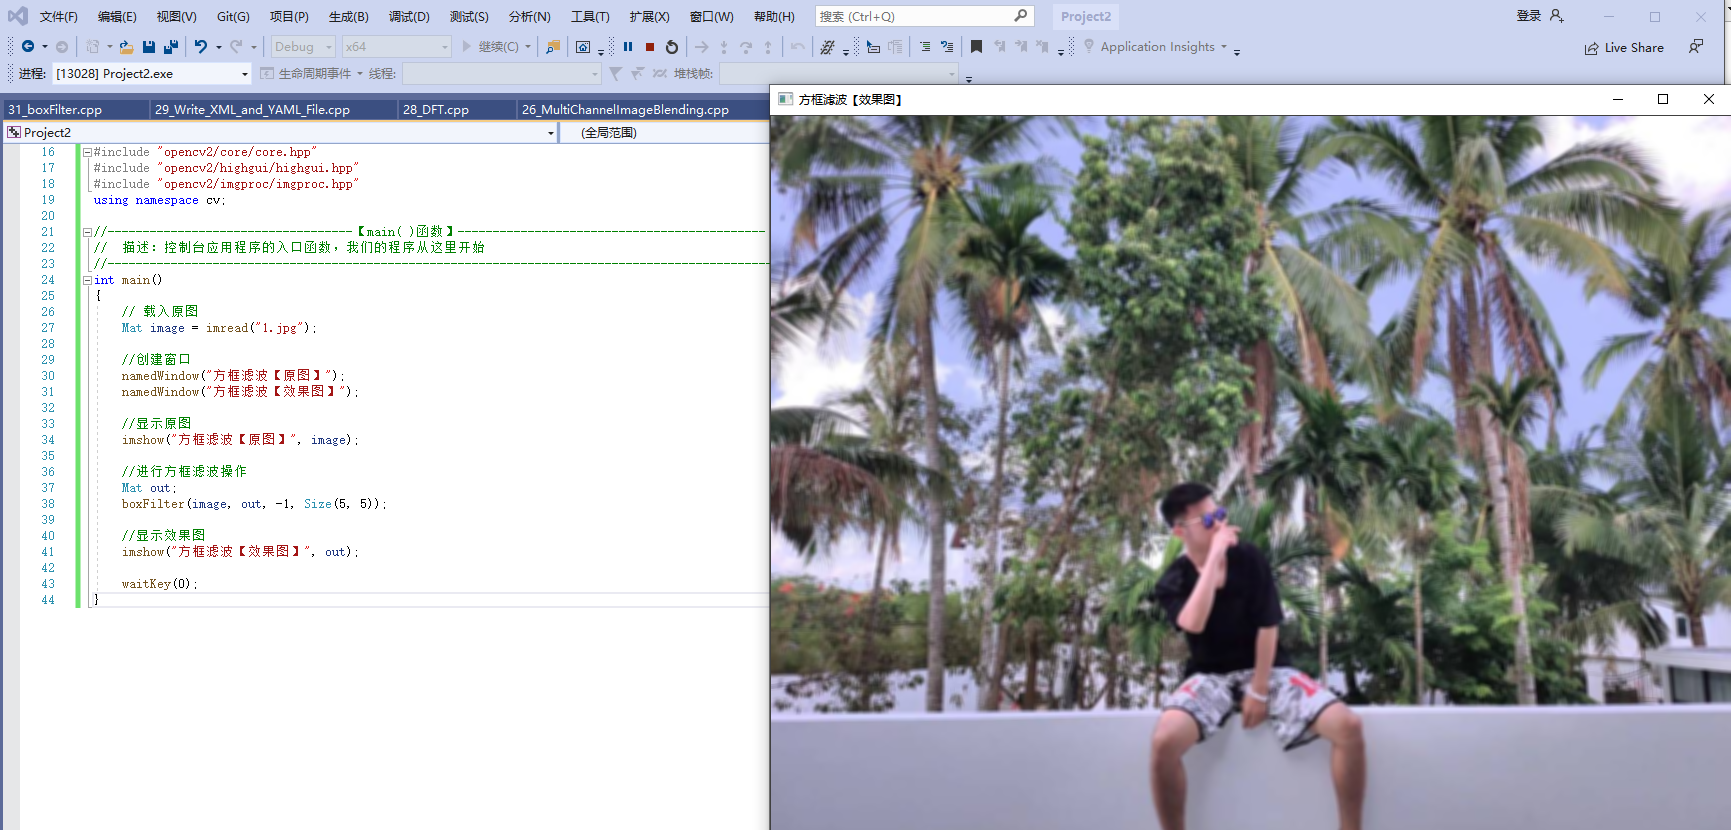 文件(F) 编辑(E) 视图(V) Git(G) 项目(P) 生成(B) 调试(D) 测试(S) 分析(N) 工具(T) 扩展(X) 窗口(W) 帮助(H) 搜索 (Ctrl+Q) Project2 登录
Debug x64 继续(C) Application Insights Live Share
进程: [13028] Project2.exe 生命周期事件 线程: 堆栈帧:
31_boxFilter.cpp 29_Write_XML_and_YAML_File.cpp 28_DFT.cpp 26_MultiChannelImageBlending.cpp
方框滤波【效果图】
Project2 (全局范围)
16 #include "opencv2/core/core.hpp"
17 #include "opencv2/highgui/highgui.hpp"
18 #include "opencv2/imgproc/imgproc.hpp"
19 using namespace cv;
20
21 //-----------------------------------【main( )函数】--------------------------------------------
22 // 描述：控制台应用程序的入口函数，我们的程序从这里开始
23 //-----------------------------------------------------------------------------------------------
24 int main()
25 {
26 // 载入原图
27 Mat image = imread("1.jpg");
28
29 //创建窗口
30 namedWindow("方框滤波【原图】");
31 namedWindow("方框滤波【效果图】");
32
33 //显示原图
34 imshow("方框滤波【原图】", image);
35
36 //进行方框滤波操作
37 Mat out;
38 boxFilter(image, out, -1, Size(5, 5));
39
40 //显示效果图
41 imshow("方框滤波【效果图】", out);
42
43 waitKey(0);
44 }